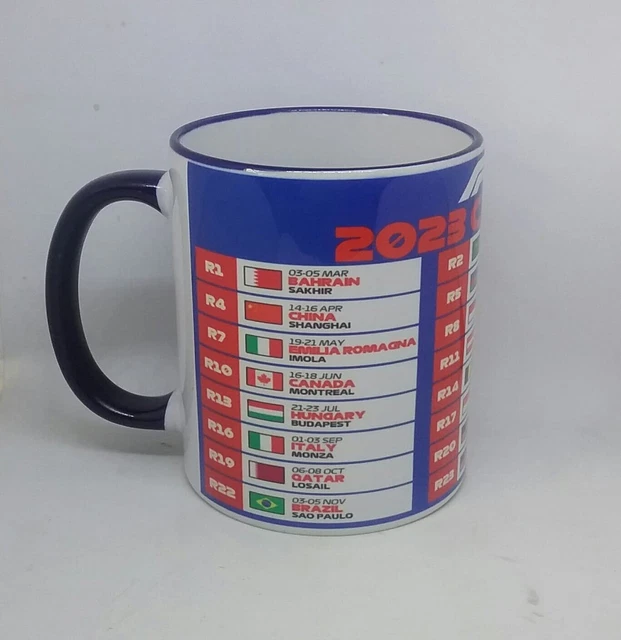 2023
R1
03-05 MAR
BAHRAIN
SAKHIR
R4
14-16 APR
CHINA
SHANGHAI
R7
19-21 MAY
EMILIA ROMAGNA
IMOLA
R10
16-18 JUN
CANADA
MONTREAL
R13
21-23 JUL
HUNGARY
BUDAPEST
R16
01-03 SEP
ITALY
MONZA
R19
06-08 OCT
QATAR
LOSAIL
R22
03-05 NOV
BRAZIL
SAO PAULO
R2
R5
R8
R11
R14
R17
R20
R23